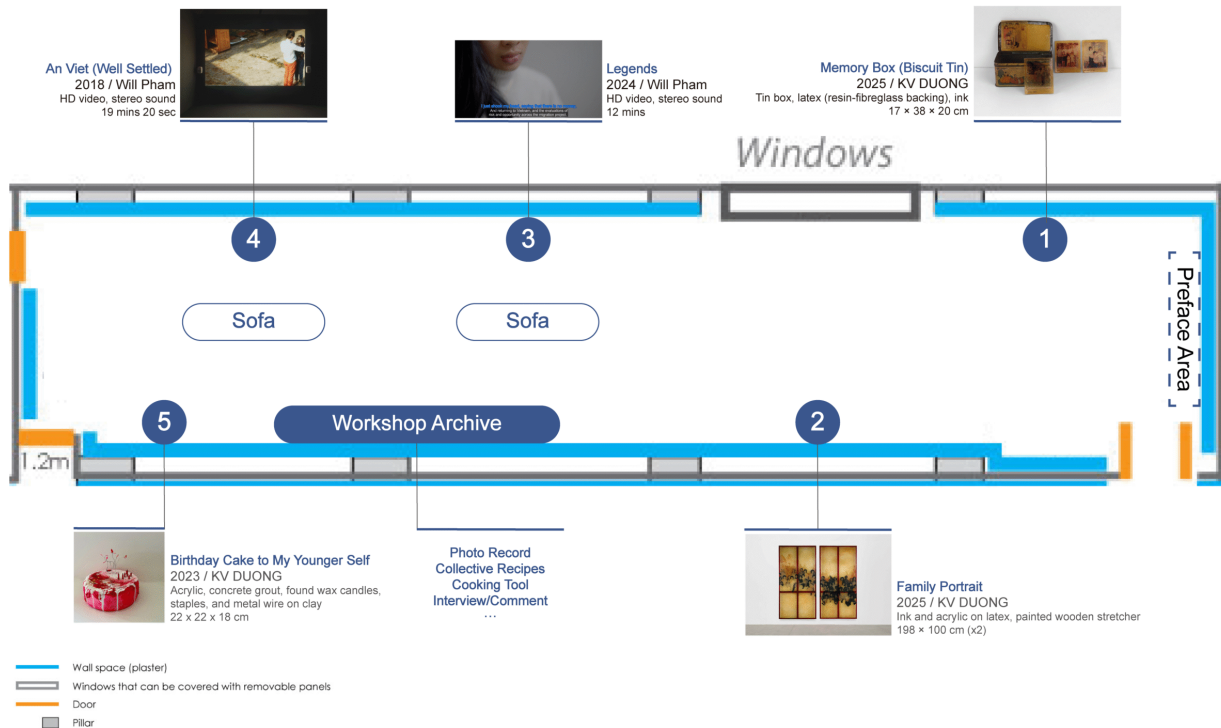 An Viet (Well Settled)
2018 / Will Pham
HD video, stereo sound
19 mins 20 sec
Legends
2024 / Will Pham
HD video, stereo sound
12 mins
Memory Box (Biscuit Tin)
2025 / KV DUONG
Tin box, latex (resin-fibreglass backing), ink
17 × 38 × 20 cm
Windows
4
3
1
Sofa
Sofa
Preface Area
5
Workshop Archive
2
1.2m
Birthday Cake to My Younger Self
2023 / KV DUONG
Acrylic, concrete grout, found wax candles,
staples, and metal wire on clay
22 x 22 x 18 cm
Photo Record
Collective Recipes
Cooking Tool
Interview/Comment
...
Family Portrait
2025 / KV DUONG
Ink and acrylic on latex, painted wooden stretcher
198 × 100 cm (x2)
Wall space (plaster)
Windows that can be covered with removable panels
Door
Pillar